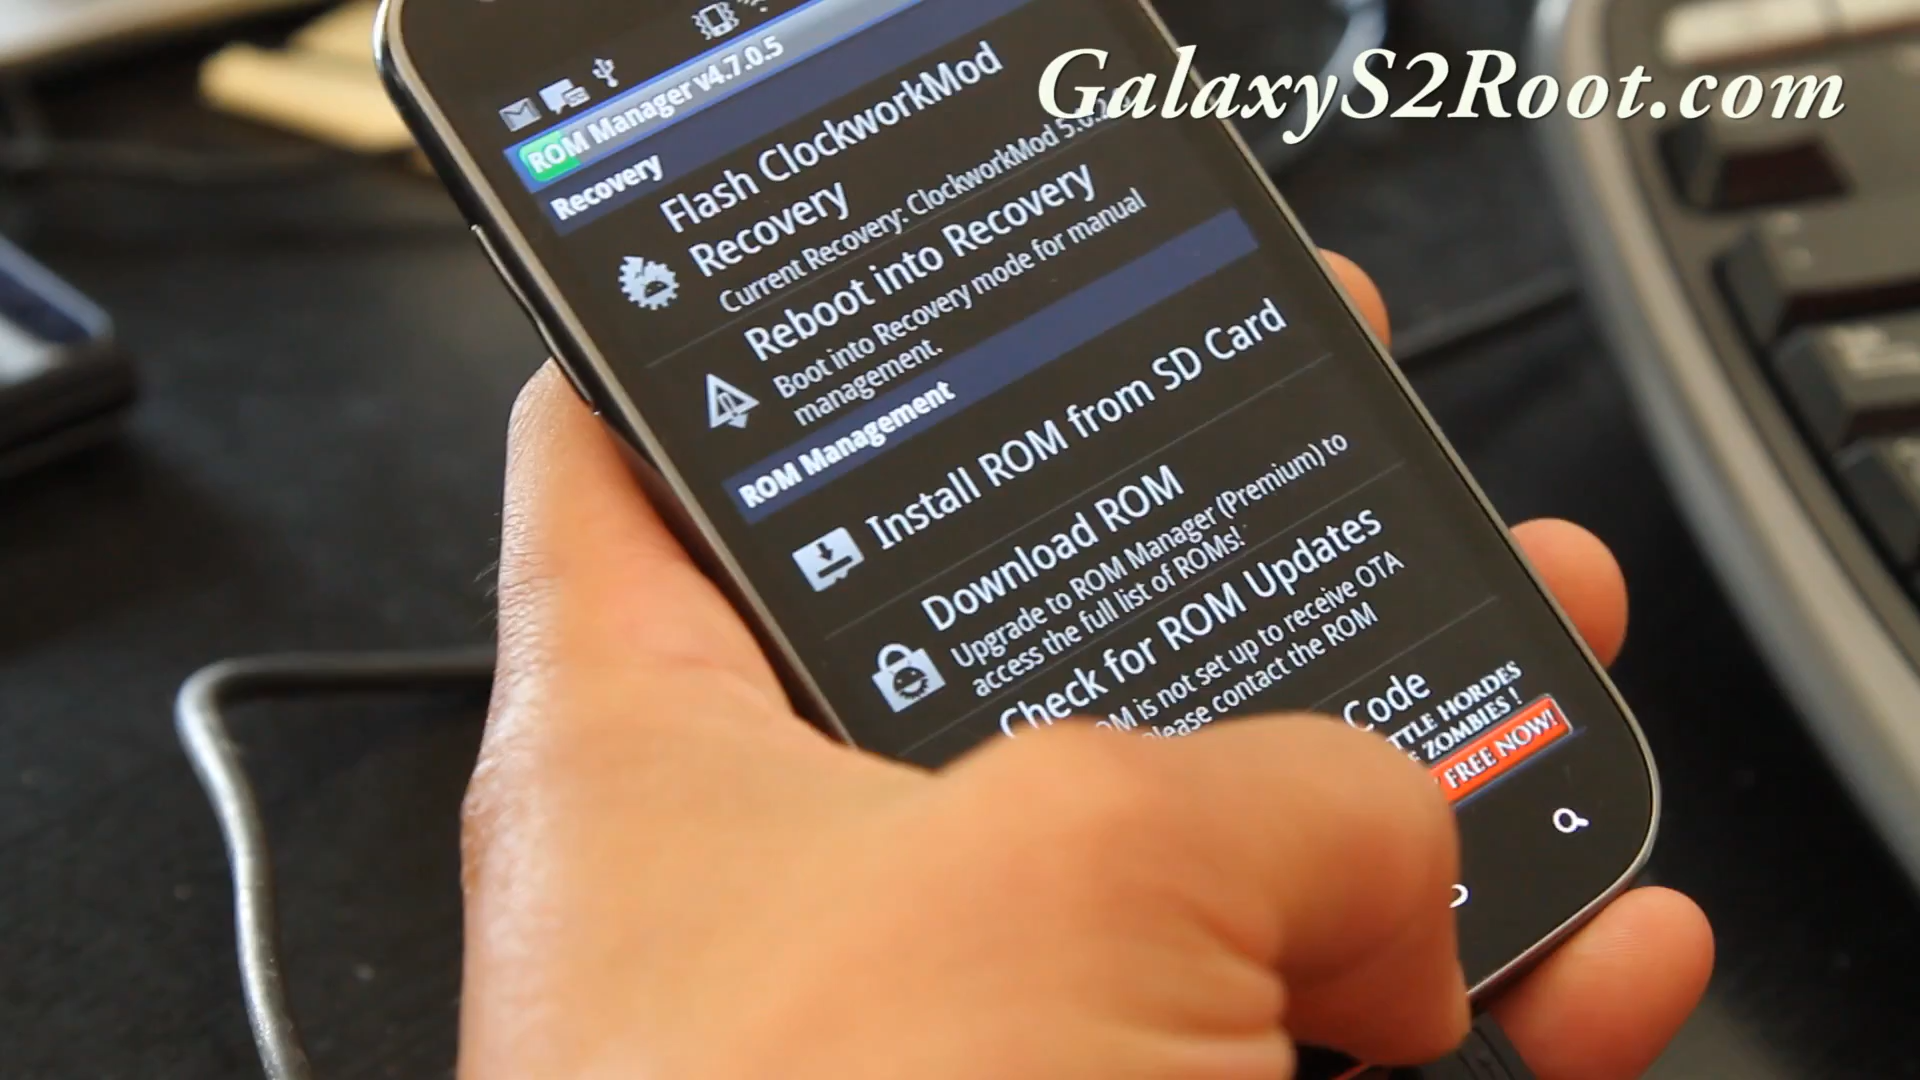 GalaxyS2Root.com
ROM Manager v4.7.0.5
Recovery
Flash ClockworkMod
Recovery
Current Recovery: ClockworkMod
Reboot into Recovery
Boot into Recovery mode for manual
management.
ROM Management
Install ROM from SD Card
Download ROM
Upgrade to ROM Manager (Premium) to
access the full list of ROMs!
Check for ROM Updates
is not set up to receive OTA
please contact the ROM
Code
HORDES
ZOMBIES !
FREE NOW!